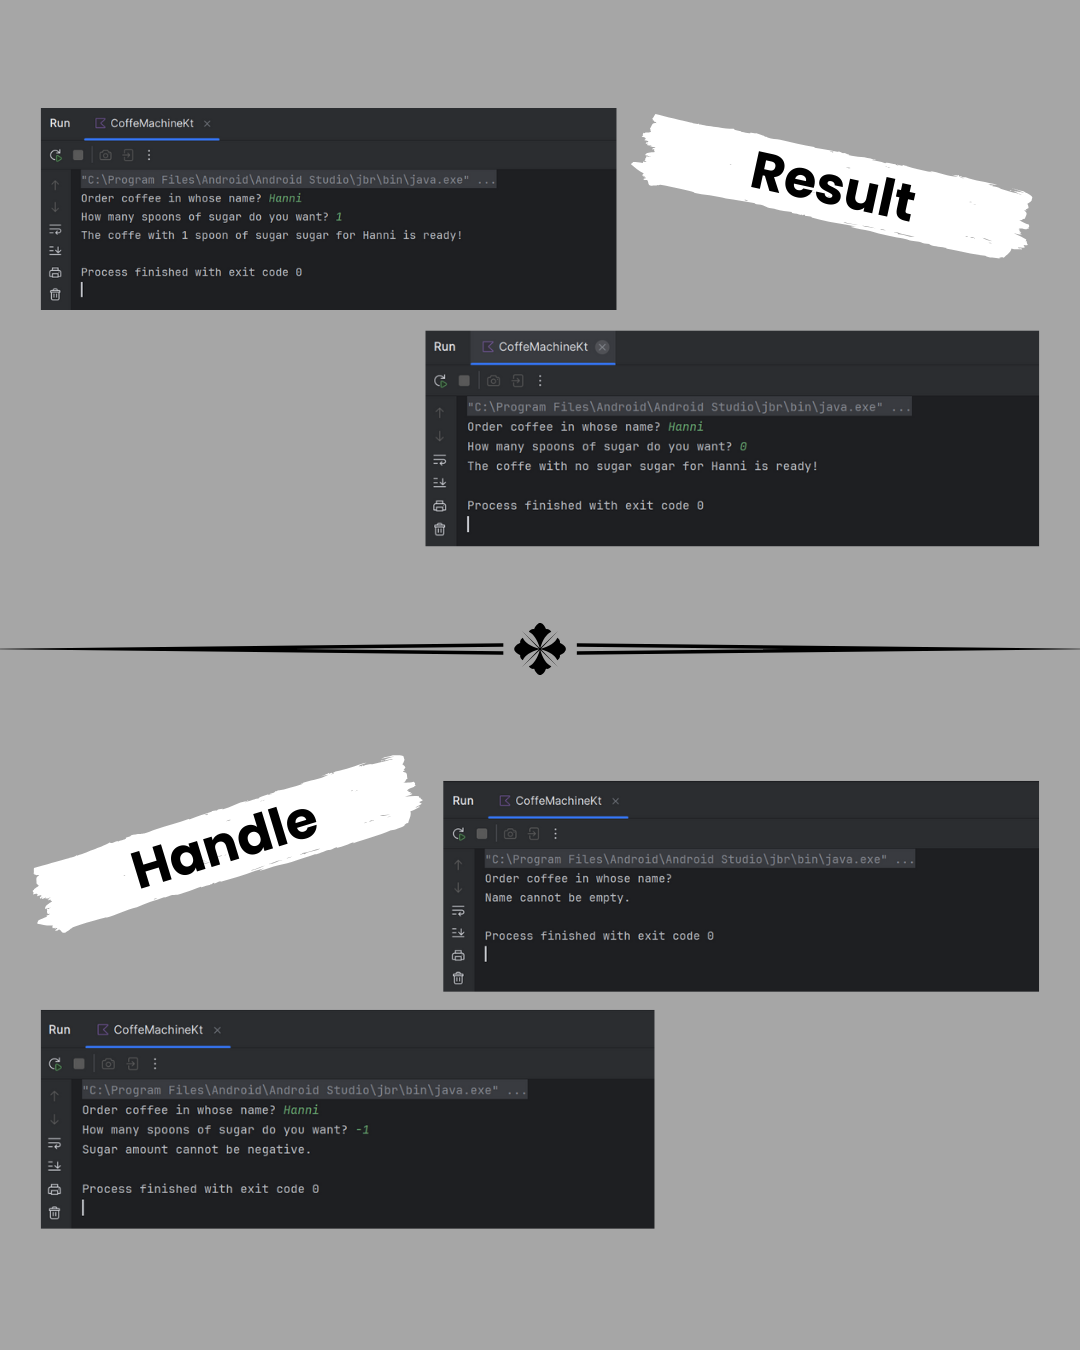 Run CoffeMachineKt
"C:\Program Files\Android\Android Studio\jbr\bin\java.exe" ...
Order coffee in whose name? Hanni
How many spoons of sugar do you want? 1
The coffe with 1 spoon of sugar sugar for Hanni is ready!
Process finished with exit code 0
Result
Run CoffeMachineKt
"C:\Program Files\Android\Android Studio\jbr\bin\java.exe" ...
Order coffee in whose name? Hanni
How many spoons of sugar do you want? 0
The coffe with no sugar sugar for Hanni is ready!
Process finished with exit code 0
Handle
Run CoffeMachineKt
"C:\Program Files\Android\Android Studio\jbr\bin\java.exe" ...
Order coffee in whose name?
Name cannot be empty.
Process finished with exit code 0
Run CoffeMachineKt
"C:\Program Files\Android\Android Studio\jbr\bin\java.exe" ...
Order coffee in whose name? Hanni
How many spoons of sugar do you want? -1
Sugar amount cannot be negative.
Process finished with exit code 0